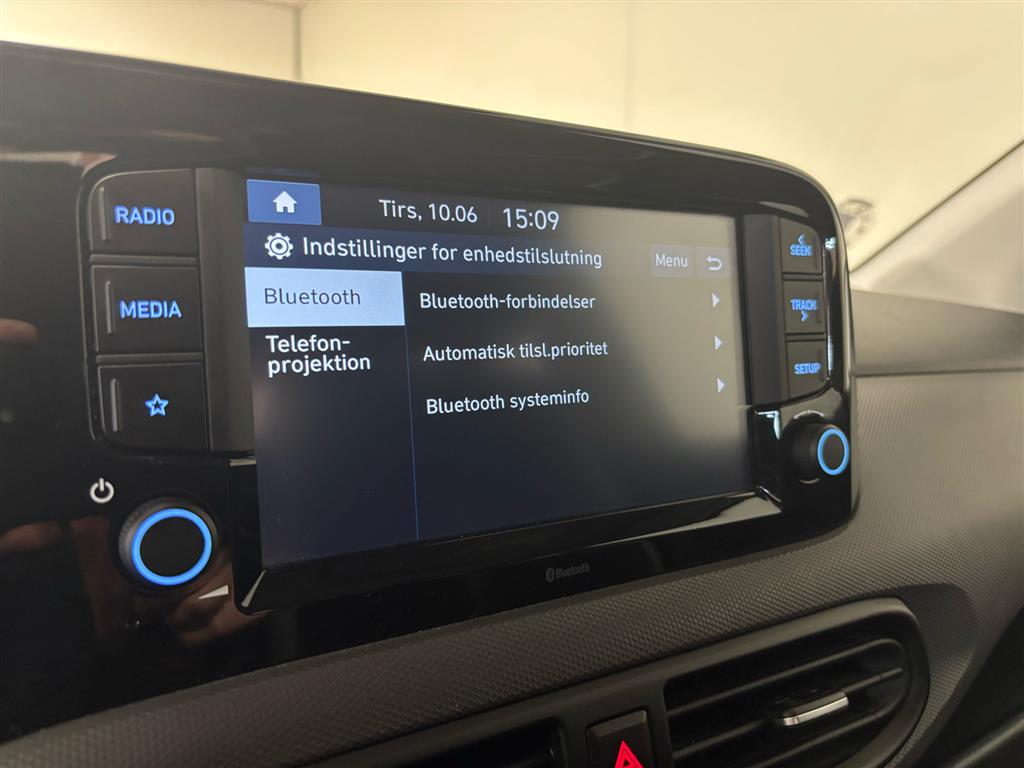 RADIO
MEDIA
Tirs, 10.06 15:09
Indstillinger for enhedstilslutning
Menu
Bluetooth
Telefon-
projektion
Bluetooth-forbindelser
Automatisk tilsl.prioritet
Bluetooth systeminfo
SEEK
TRACK
SETUP
Bluetooth